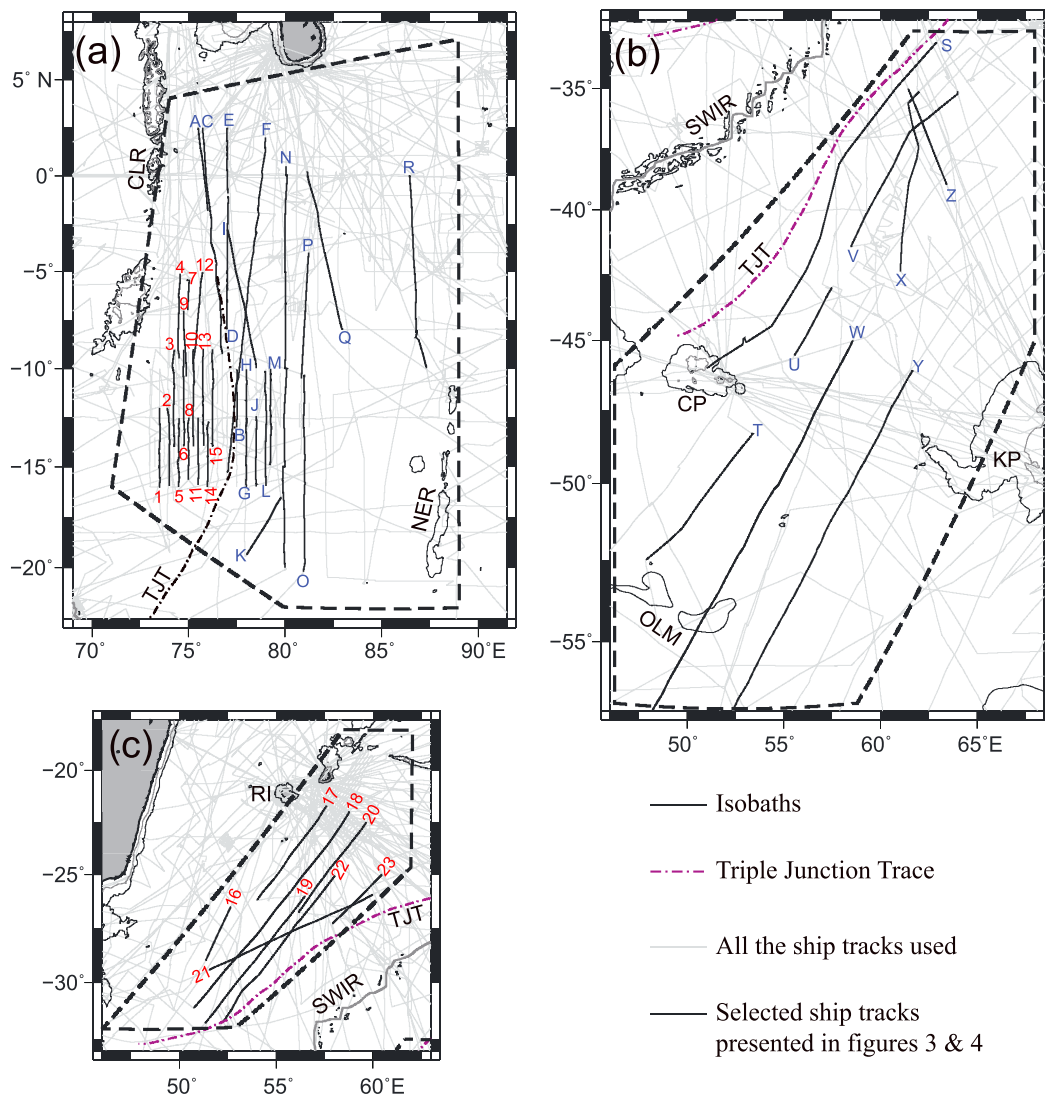 (a)
5° N
0°
−5°
−10°
−15°
−20°
70°
75°
80°
85°
90°E
CLR
NER
TJT
AC
E
F
N
R
I
P
4
7
12
9
3
10
13
D
H
M
Q
2
8
J
B
6
15
1
5
11
14
G
L
K
O
(b)
−35°
−40°
−45°
−50°
−55°
50°
55°
60°
65°E
SWIR
TJT
CP
KP
OLM
S
Z
V
X
U
W
Y
T
(c)
−20°
−25°
−30°
50°
55°
60°E
RI
17
18
20
16
19
22
23
21
TJT
SWIR
Isobaths
Triple Junction Trace
All the ship tracks used
Selected ship tracks
presented in figures 3 & 4